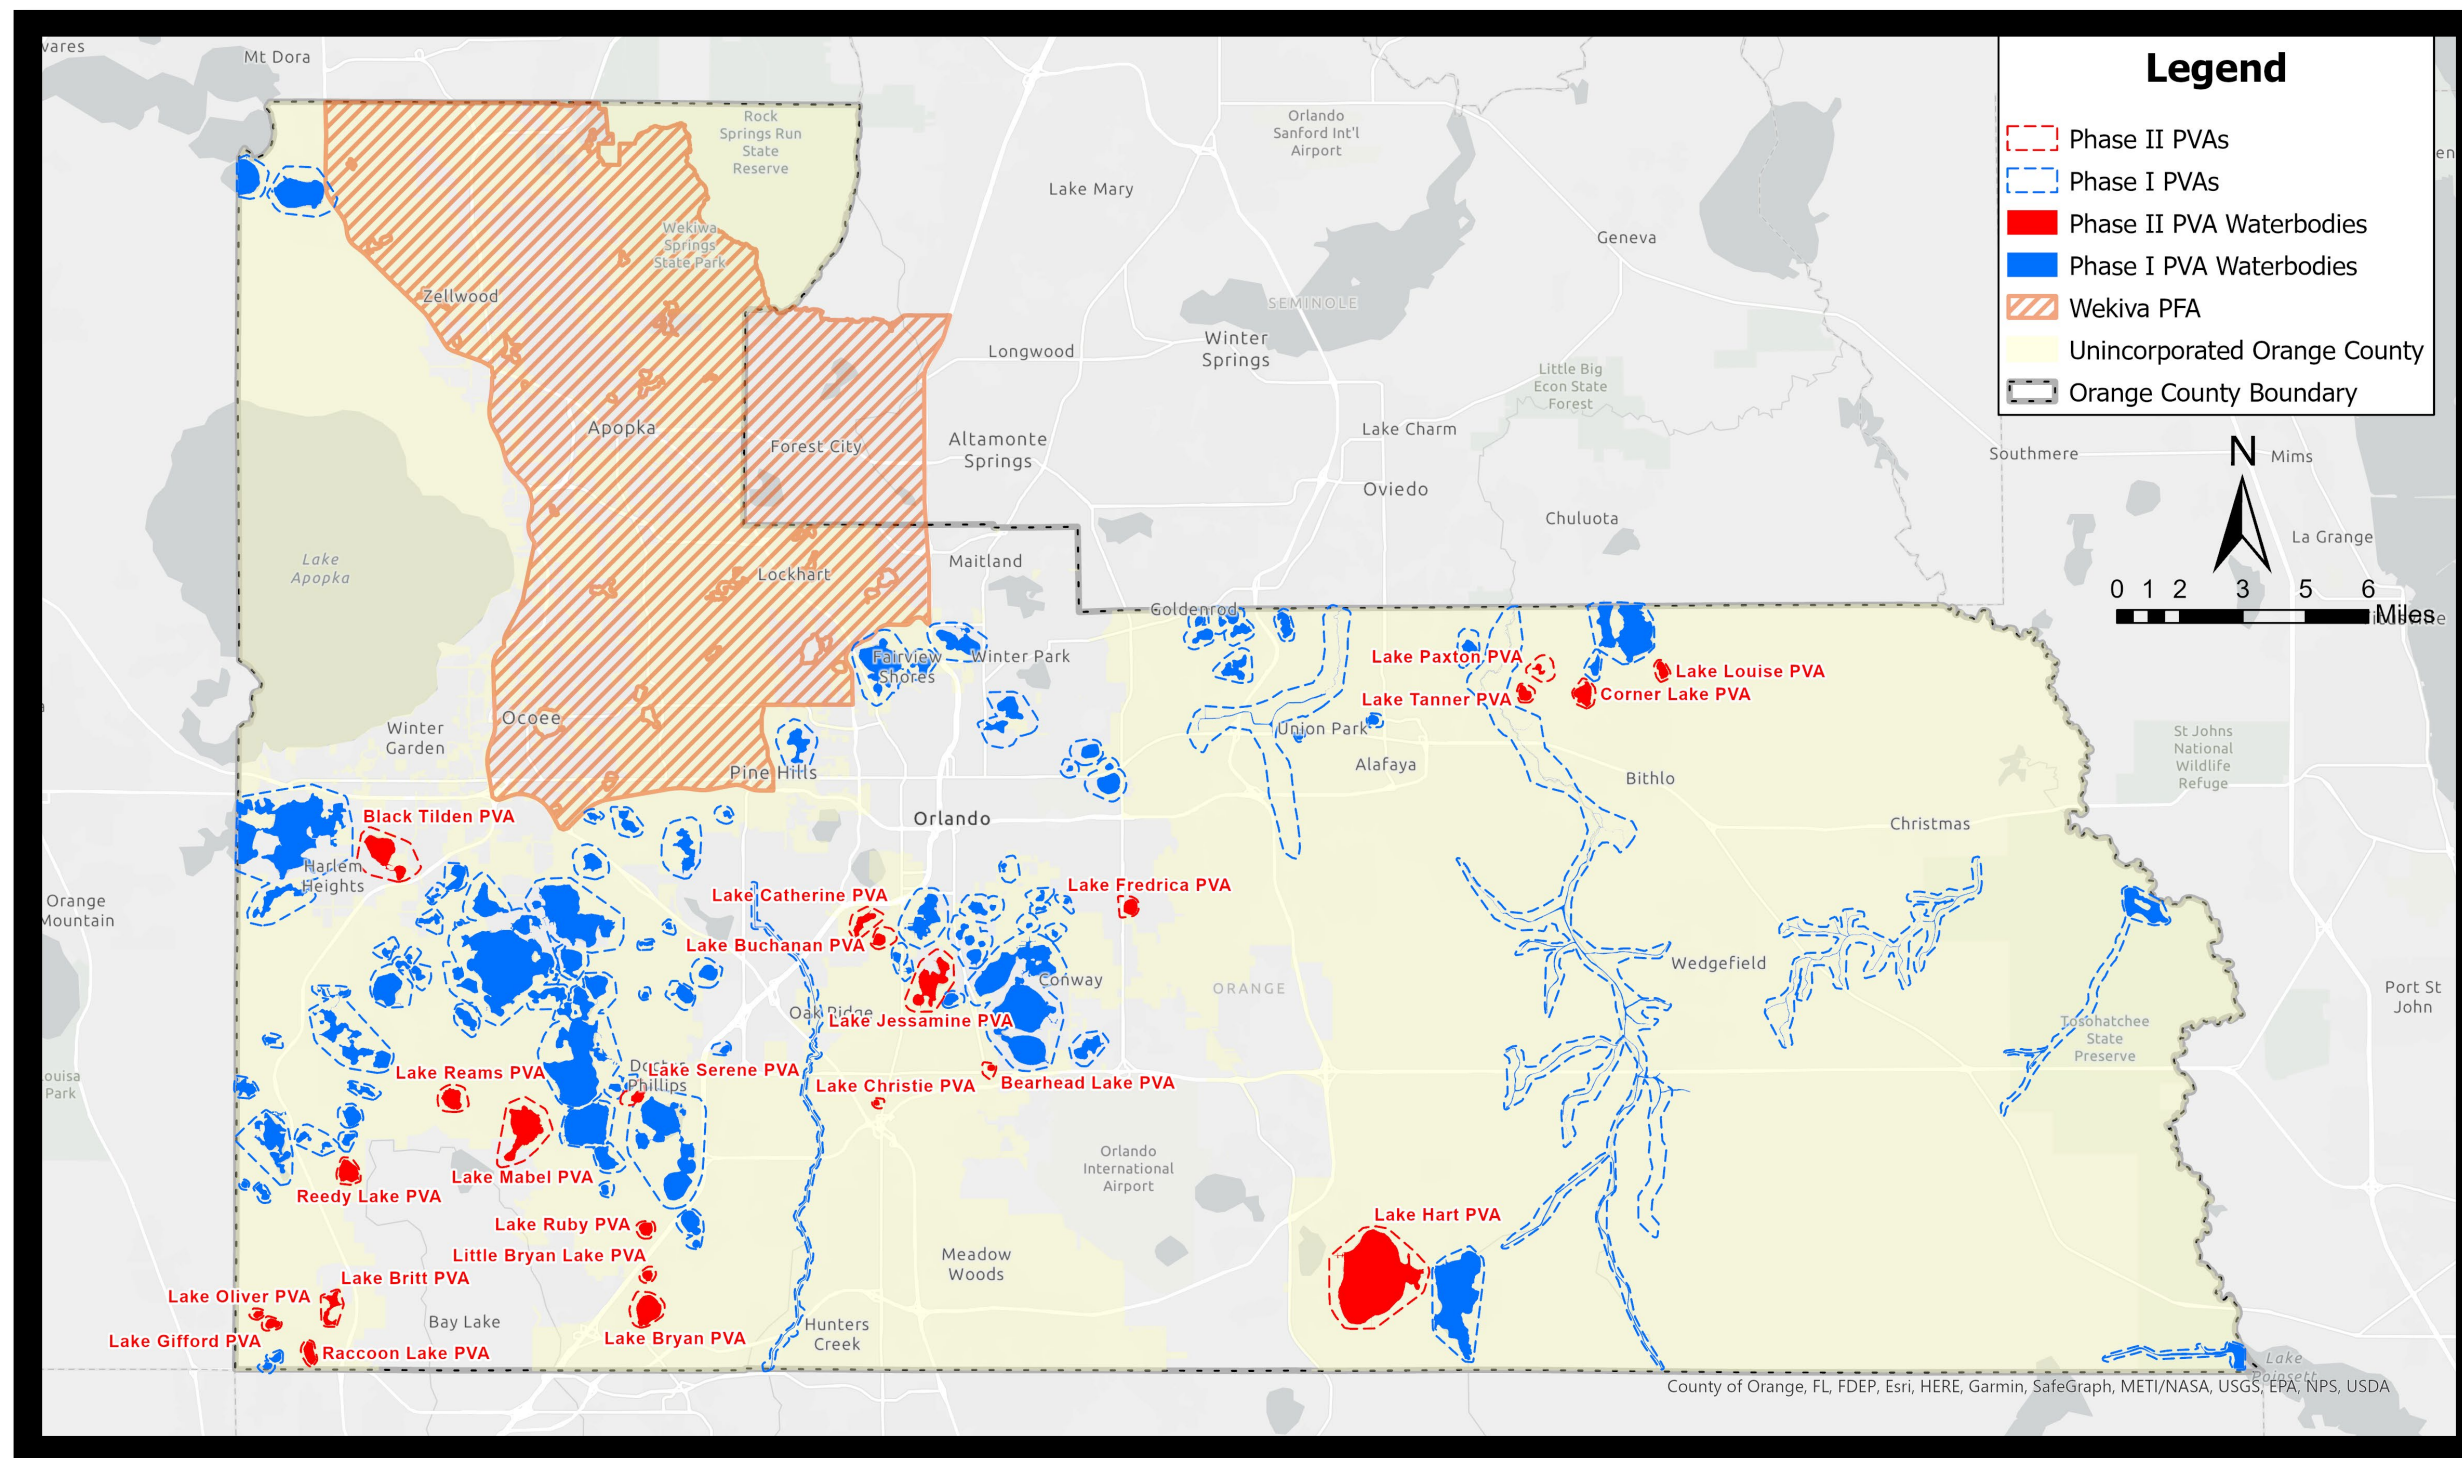 vares
Mt Dora
Rock
Springs Run
State
Reserve
Orlando
Sanford Int'l
Airport
Lake Mary
Wekiwa
Springs
State Park
Geneva
Zellwood
SEMINOLE
Winter
Springs
Longwood
Little Big
Econ State
Forest
Apopka
Forest City
Altamonte
Springs
Lake Charm
Oviedo
Chuluota
Southmere
Mims
La Grange
Legend
Phase II PVAs
Phase I PVAs
Phase II PVA Waterbodies
Phase I PVA Waterbodies
Wekiva PFA
Unincorporated Orange County
Orange County Boundary
N
0 1 2 3 5 6
Miles
Lake
Apopka
Lockhart
Maitland
Goldenrod
Fairview
Shores
Winter Park
Lake Paxton PVA
Lake Louise PVA
Lake Tanner PVA
Corner Lake PVA
Winter
Garden
Ocoee
Union Park
Pine Hills
Alafaya
Bithlo
St Johns
National
Wildlife
Refuge
Black Tilden PVA
Orlando
Christmas
Harlem
Heights
Orange
Mountain
Lake Catherine PVA
Lake Fredrica PVA
Lake Buchanan PVA
Conway
ORANGE
Wedgefield
Port St
John
Oak Ridge
Lake Jessamine PVA
Tosohatchee
State
Preserve
Lake Reams PVA
Phillips
Lake Serene PVA
Lake Christie PVA
Bearhead Lake PVA
ouisa
Park
Orlando
International
Airport
Lake Mabel PVA
Reedy Lake PVA
Lake Ruby PVA
Lake Hart PVA
Little Bryan Lake PVA
Meadow
Woods
Lake Britt PVA
Lake Oliver PVA
Bay Lake
Hunters
Creek
Lake Gifford PVA
Lake Bryan PVA
Raccoon Lake PVA
Lake
County of Orange, FL, FDEP, Esri, HERE, Garmin, SafeGraph, METI/NASA, USGS, EPA, NPS, USDA